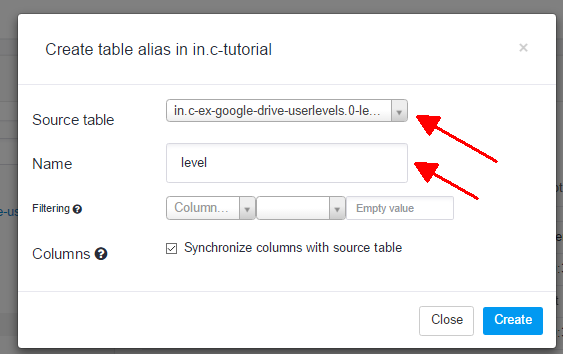 Create table alias in in.c-tutorial ×
Source table in.c-ex-google-drive-userlevels.0-le...
Name level
Filtering ? Column... Empty value
Columns ? Synchronize columns with source table
Close Create